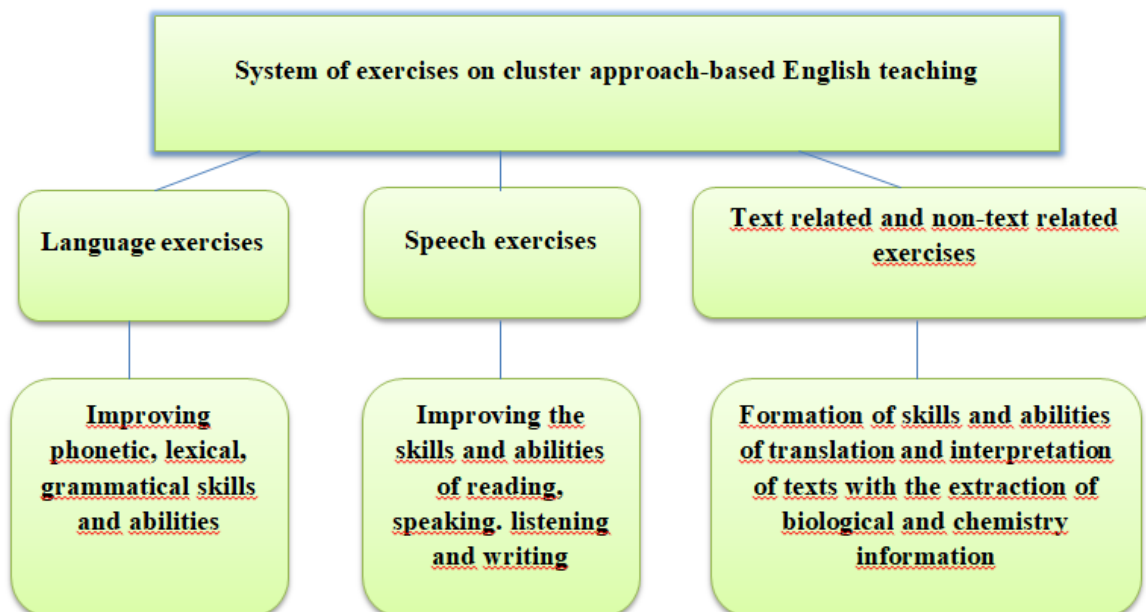 System of exercises on cluster approach-based English teaching
Language exercises
Speech exercises
Text related and non-text related
exercises
Improving
phonetic, lexical,
grammatical skills
and abilities
Improving the
skills and abilities
of reading,
speaking. listening
and writing
Formation of skills and abilities
of translation and interpretation
of texts with the extraction of
biological and chemistry
information